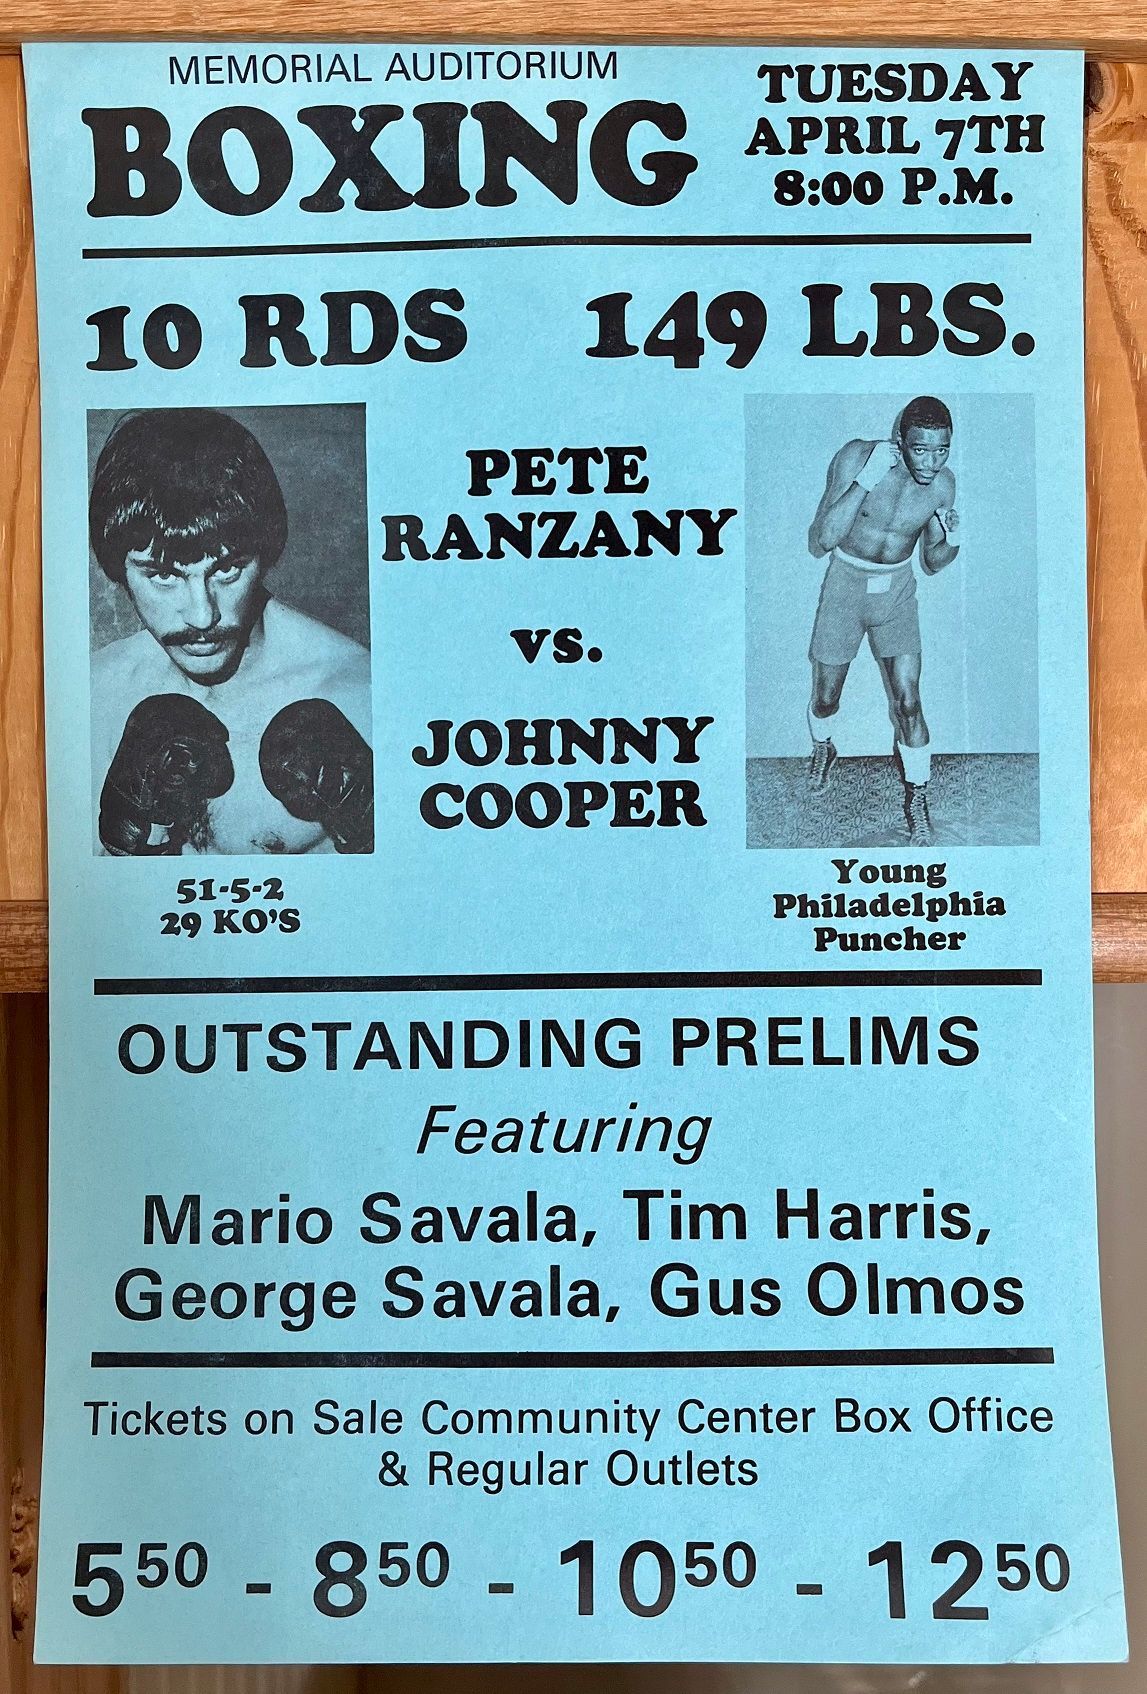 MEMORIAL AUDITORIUM
BOXING
TUESDAY
APRIL 7TH
8:00 P.M.
10 RDS 149 LBS.
PETE
RANZANY
vs.
JOHNNY
COOPER
51-5-2
29 KO'S
Young
Philadelphia
Puncher
OUTSTANDING PRELIMS
Featuring
Mario Savala, Tim Harris,
George Savala, Gus Olmos
Tickets on Sale Community Center Box Office
& Regular Outlets
5 50 - 8 50 - 10 50 - 12 50